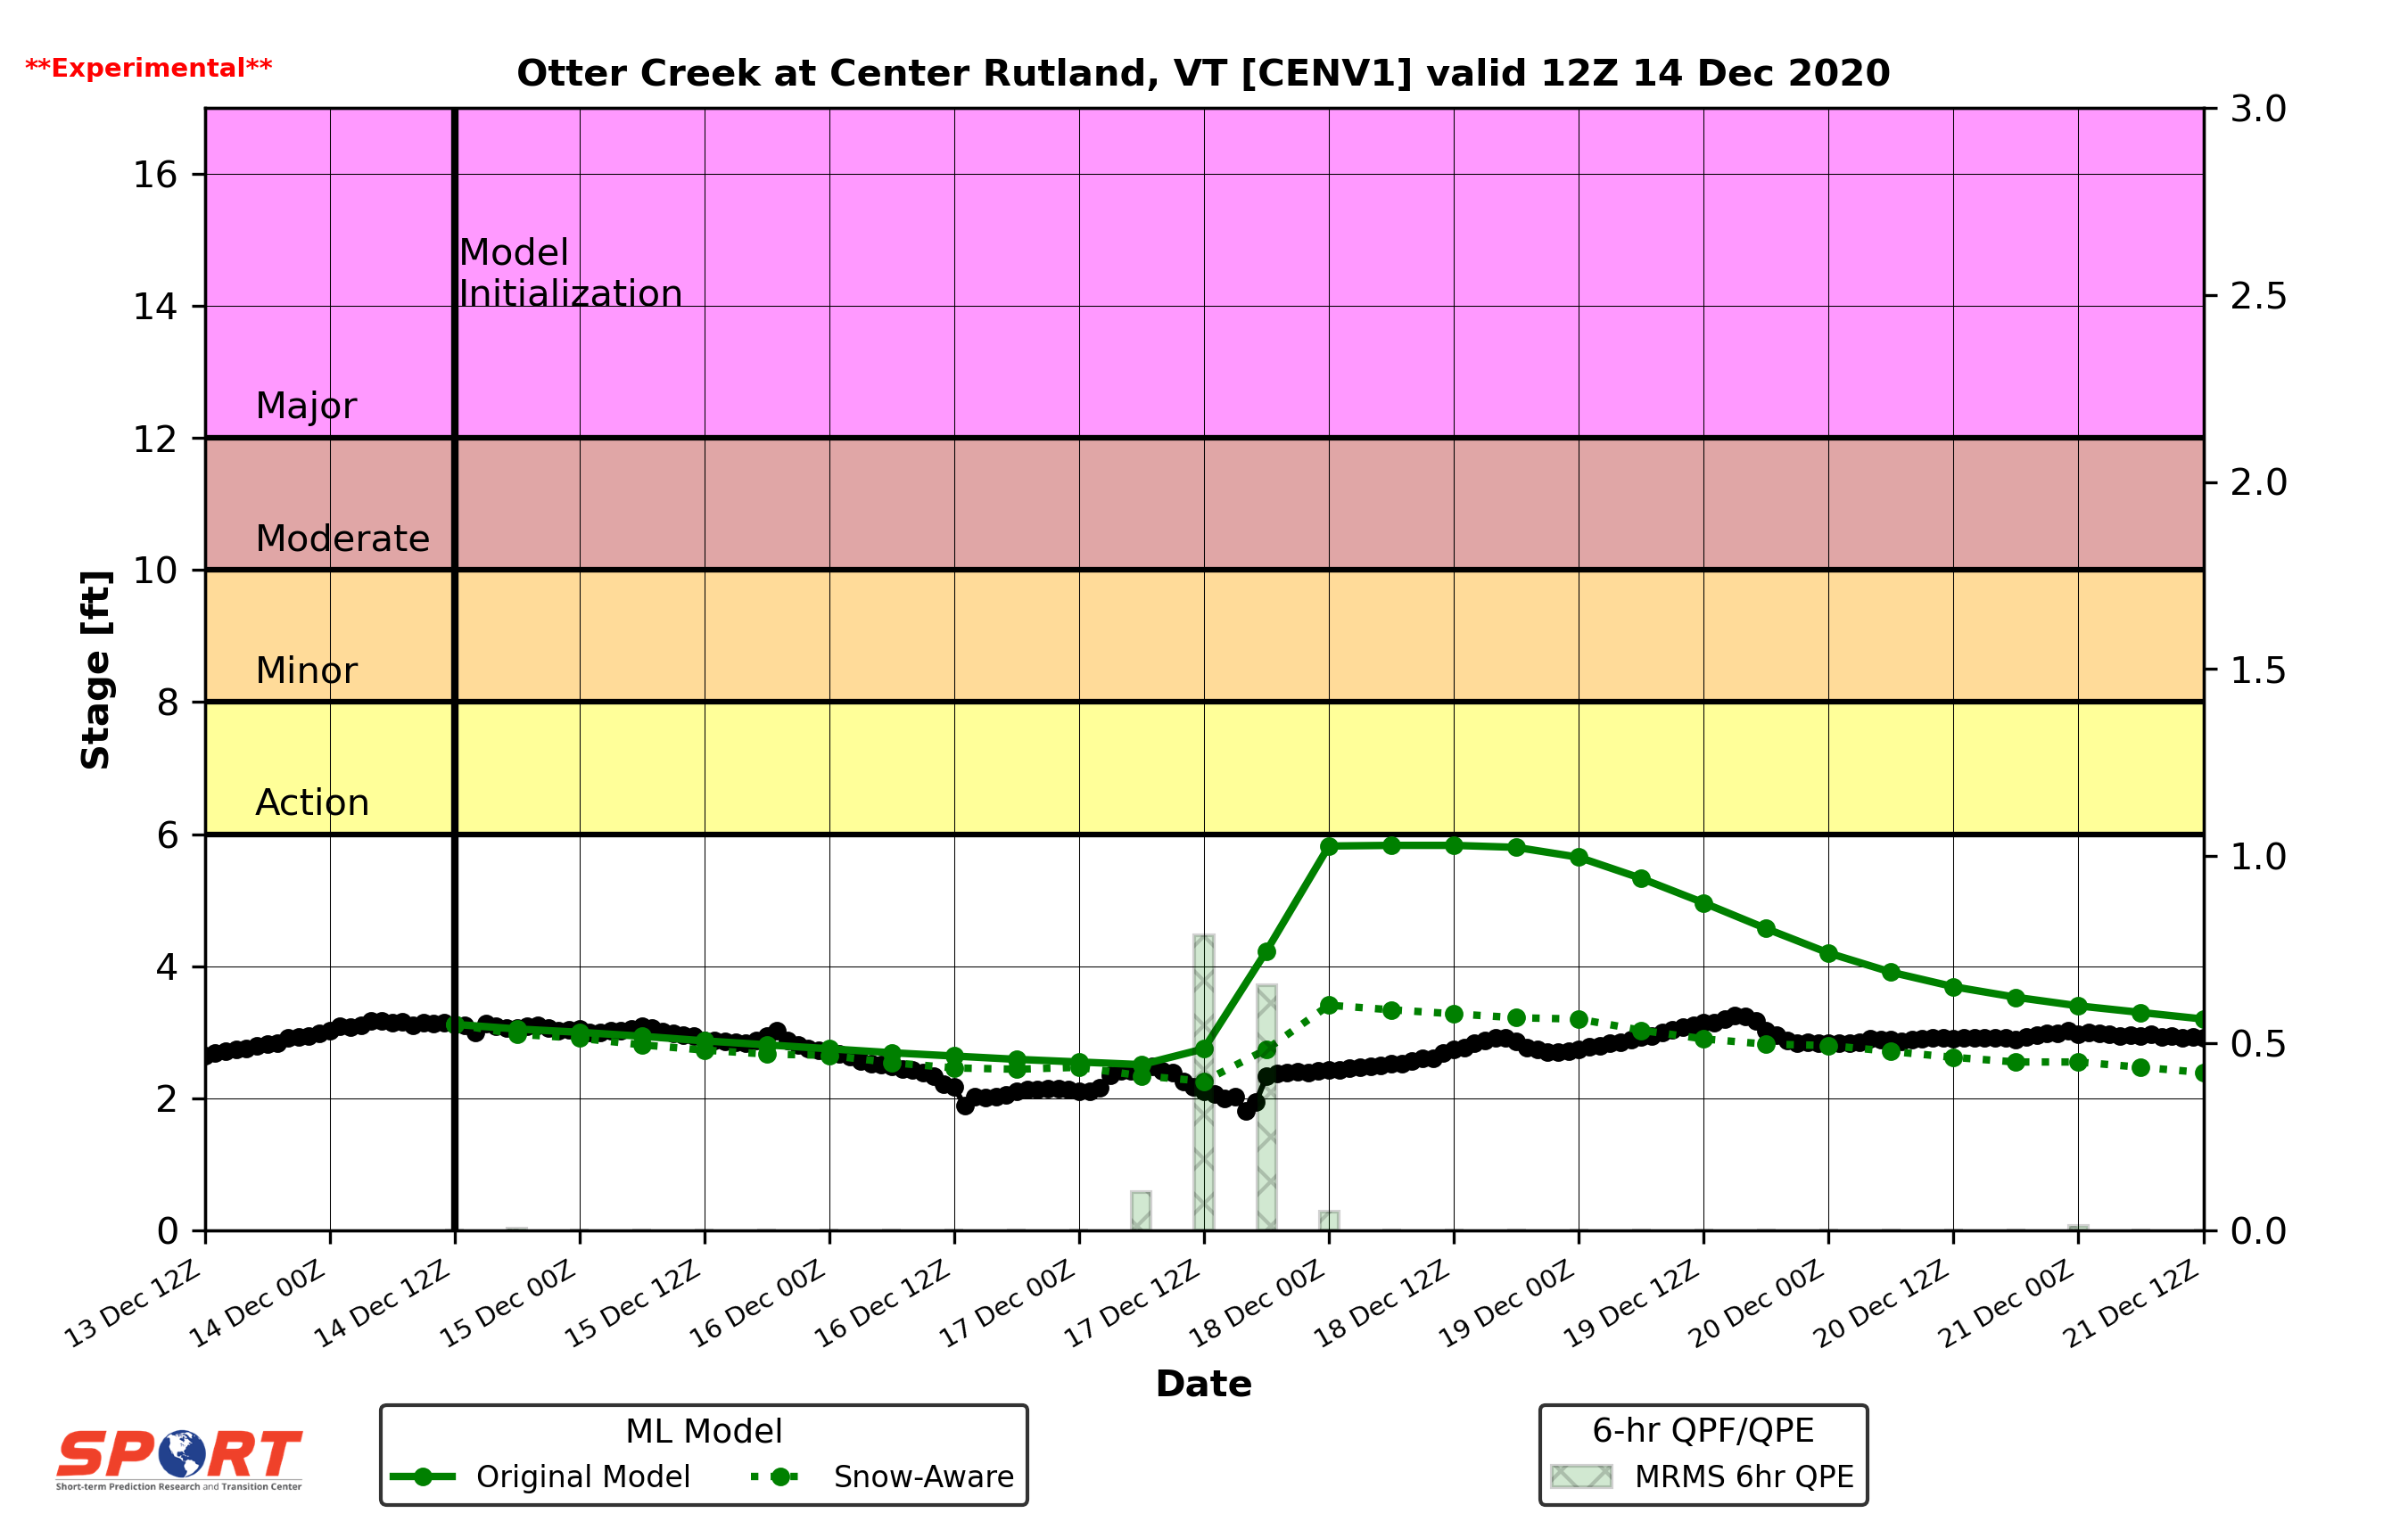 **Experimental**
Otter Creek at Center Rutland, VT [CENV1] valid 12Z 14 Dec 2020
Model
Initialization
Major
Moderate
Minor
Action
Stage [ft]
16
14
12
10
8
6
4
2
0
3.0
2.5
2.0
1.5
1.0
0.5
0.0
13 Dec 12Z
14 Dec 00Z
14 Dec 12Z
15 Dec 00Z
15 Dec 12Z
16 Dec 00Z
16 Dec 12Z
17 Dec 00Z
17 Dec 12Z
18 Dec 00Z
18 Dec 12Z
19 Dec 00Z
19 Dec 12Z
20 Dec 00Z
20 Dec 12Z
21 Dec 00Z
21 Dec 12Z
Date
SPORT
Short-term Prediction Research and Transition Center
ML Model
Original Model
Snow-Aware
6-hr QPF/QPE
MRMS 6hr QPE